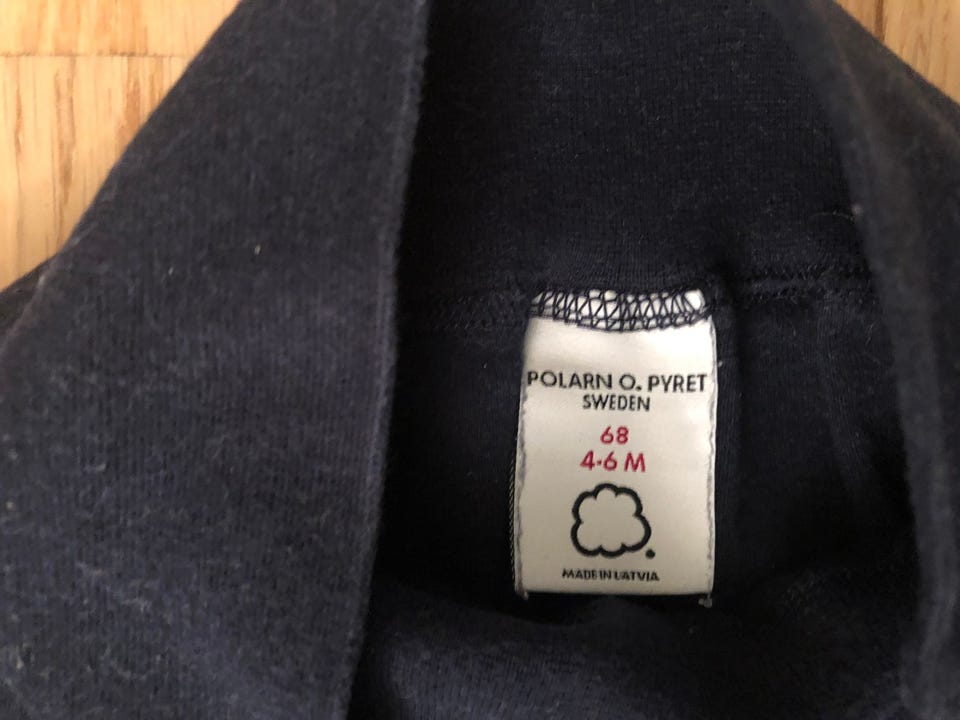 POLARN O. PYRET
SWEDEN
68
4-6 M
MADE IN LATVIA